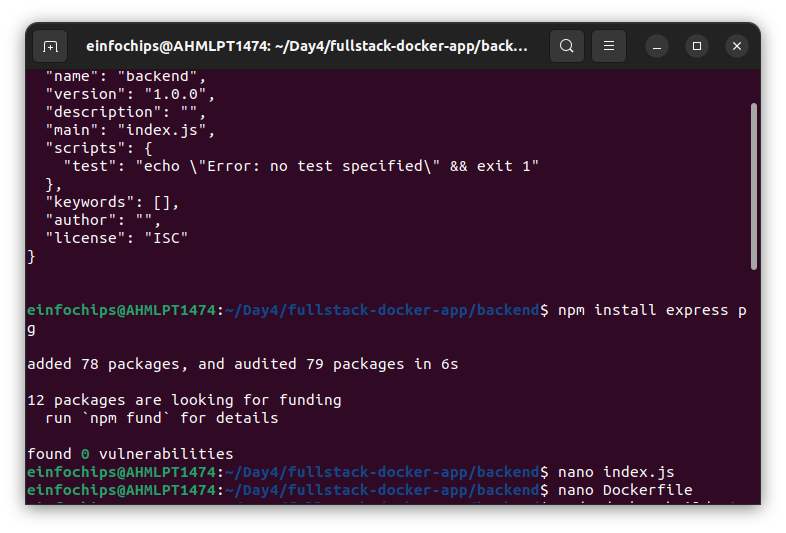 einfochips@AHMLPT1474: ~/Day4/fullstack-docker-app/back...
"name": "backend",
"version": "1.0.0",
"description": "",
"main": "index.js",
"scripts": {
"test": "echo \"Error: no test specified\" && exit 1"
},
"keywords": [],
"author": "",
"license": "ISC"
}
einfochips@AHMLPT1474:~/Day4/fullstack-docker-app/backend$ npm install express p
g
added 78 packages, and audited 79 packages in 6s
12 packages are looking for funding
run `npm fund` for details
found 0 vulnerabilities
einfochips@AHMLPT1474:~/Day4/fullstack-docker-app/backend$ nano index.js
einfochips@AHMLPT1474:~/Day4/fullstack-docker-app/backend$ nano Dockerfile